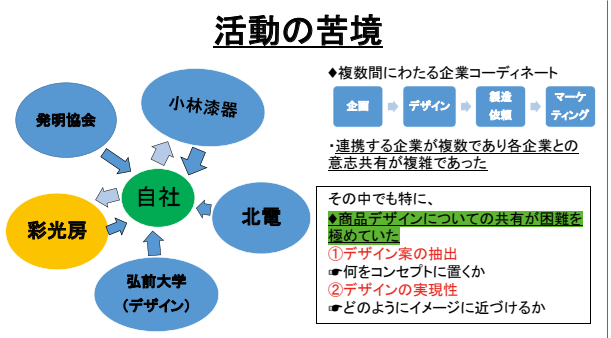 活動の苦境
発明協会
小林漆器
自社
彩光房
北電
弘前大学
（デザイン）
♦複数間にわたる企業コーディネート
企画
デザイン
製造
依頼
マーケ
ティング
・連携する企業が複数であり各企業との
意志共有が複雑であった
その中でも特に、
♦商品デザインについての共有が困難を
極めていた
①デザイン案の抽出
☛何をコンセプトに置くか
②デザインの実現性
☛どのようにイメージに近づけるか